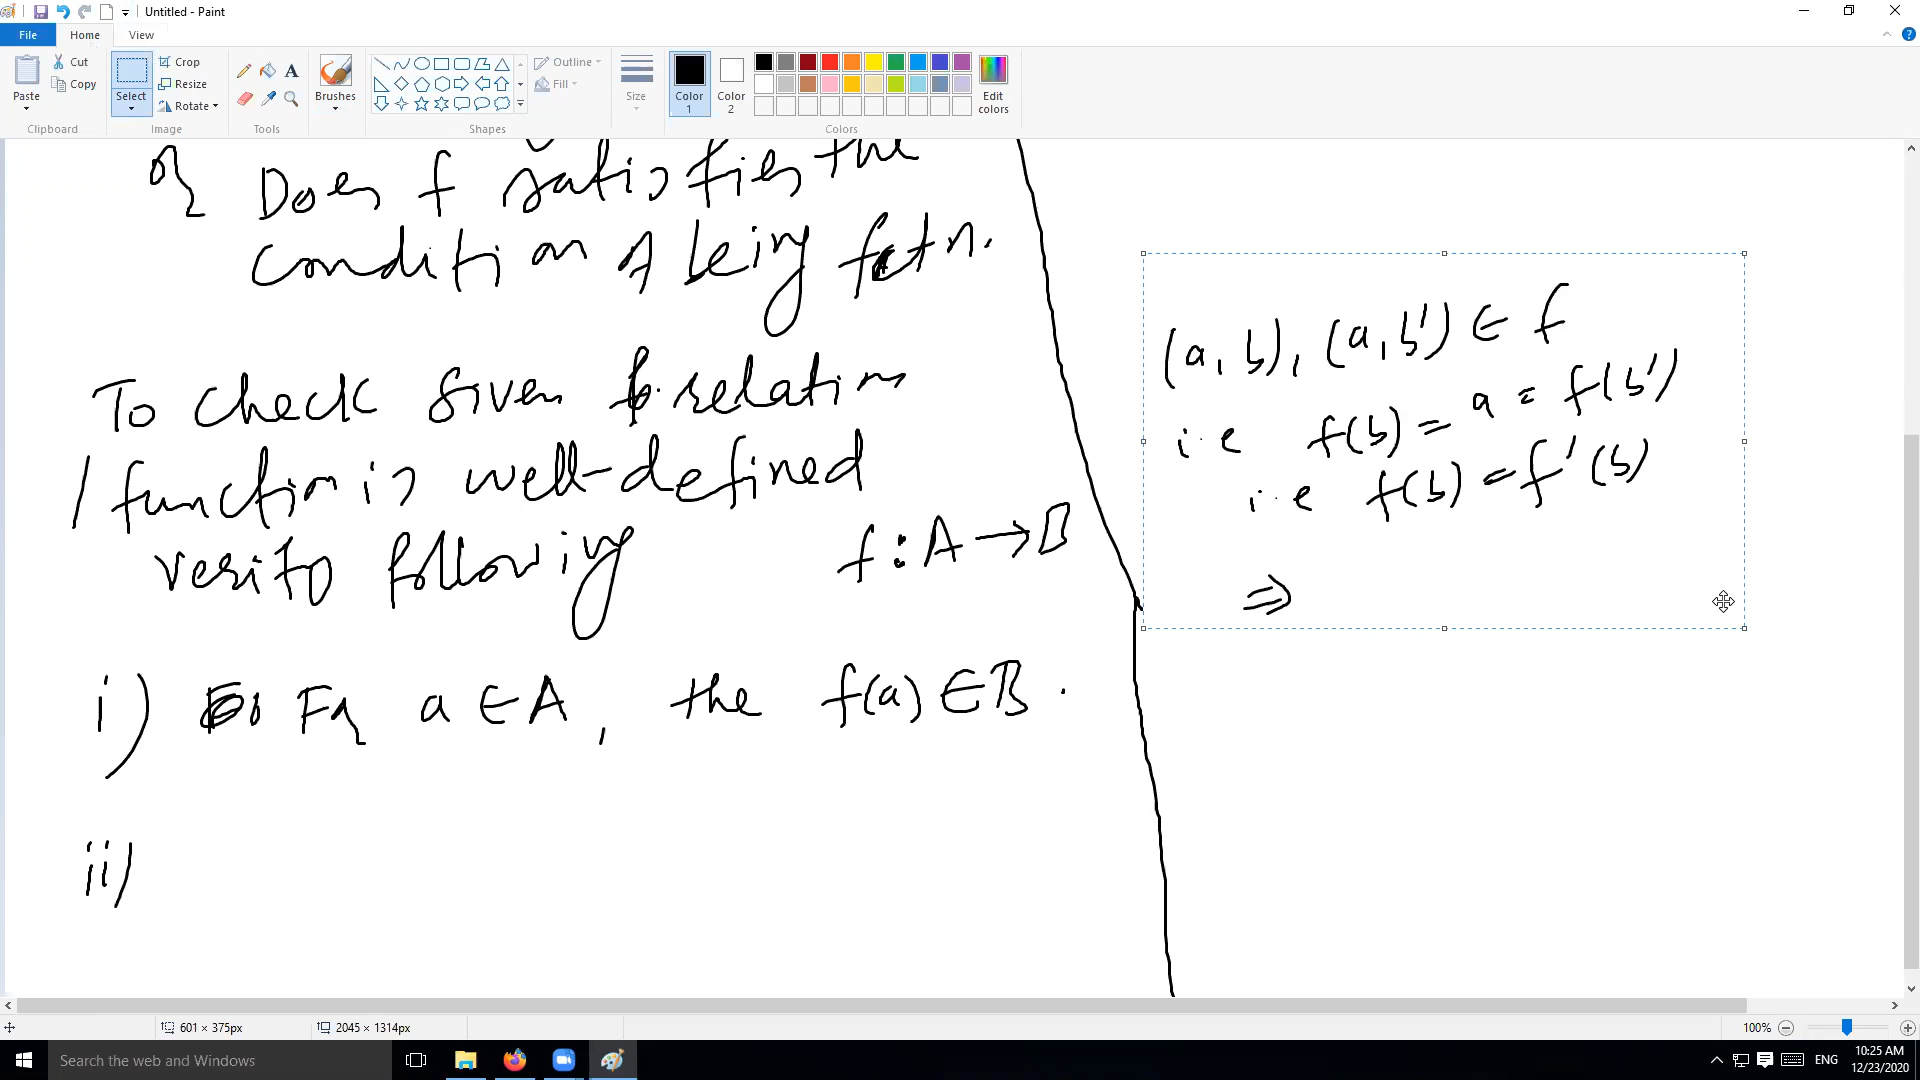 Untitled - Paint
File Home View
Paste Cut Copy Clipboard
Select Crop Resize Rotate Image
Tools
Brushes
Shapes
Outline Fill
Size
Color 1 Color 2 Edit colors Colors
or Does f satisfies the
condition of being fctn.
To check given relation
/ function is well-defined
verify following f : A → B
i) For a ∈ A, the f(a) ∈ B.
ii)
(a, b), (a, b') ∈ f
i.e f(b) = a = f(b')
i.e f(b) = f'(b)
⇒
601 × 375px 2045 × 1314px 100%
Search the web and Windows
ENG 10:25 AM
12/23/2020